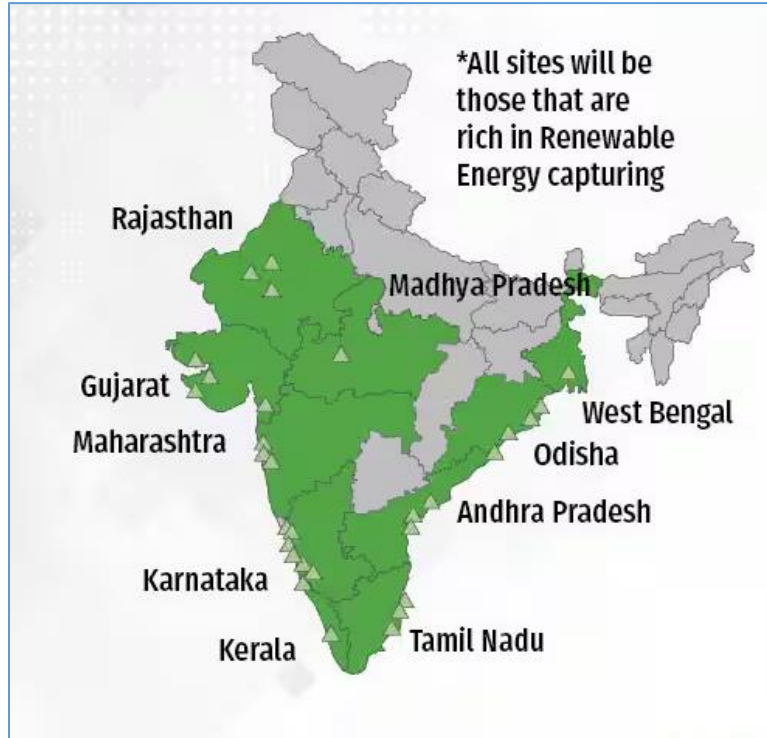 *All sites will be
those that are
rich in Renewable
Energy capturing
Rajasthan
Madhya Pradesh
Gujarat
West Bengal
Maharashtra
Odisha
Andhra Pradesh
Karnataka
Tamil Nadu
Kerala